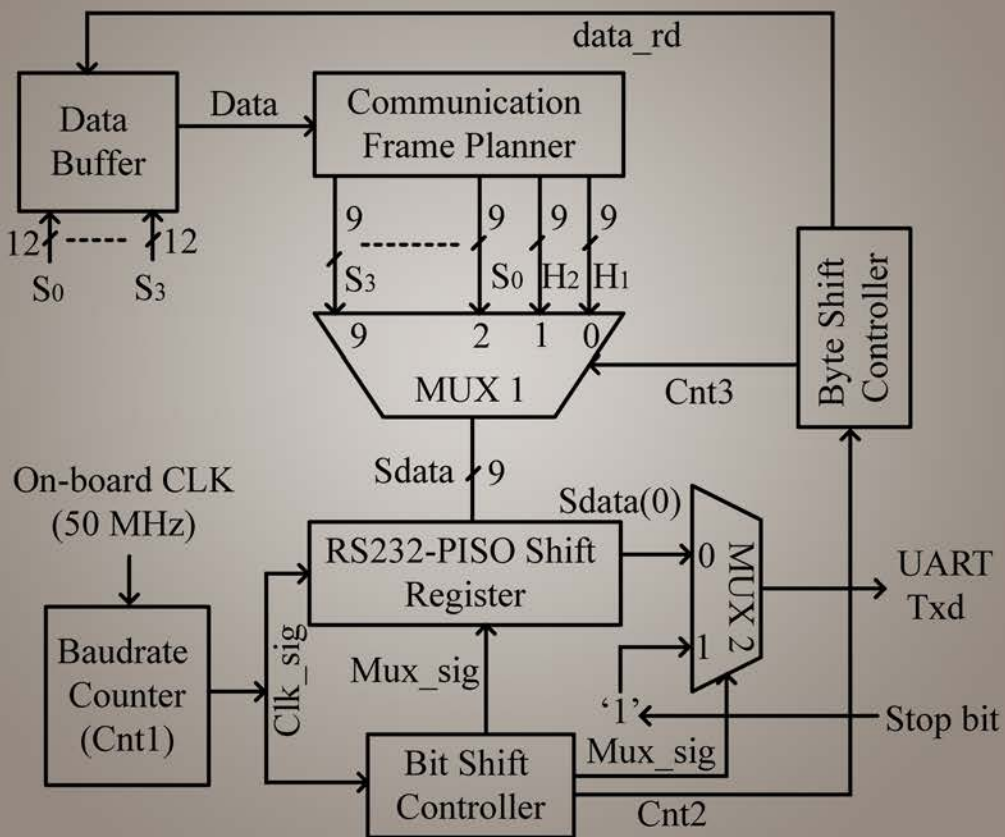 data_rd
Data
Buffer
Data
Communication
Frame Planner
12
12
S0
S3
9
9
9
9
S3
S0
H2
H1
9
2
1
0
MUX 1
Cnt3
Byte Shift
Controller
Sdata
9
On-board CLK
(50 MHz)
Sdata(0)
RS232-PISO Shift
Register
0
1
MUX 2
UART
Txd
Baudrate
Counter
(Cnt1)
Clk_sig
Mux_sig
‘1’
Stop bit
Mux_sig
Bit Shift
Controller
Cnt2